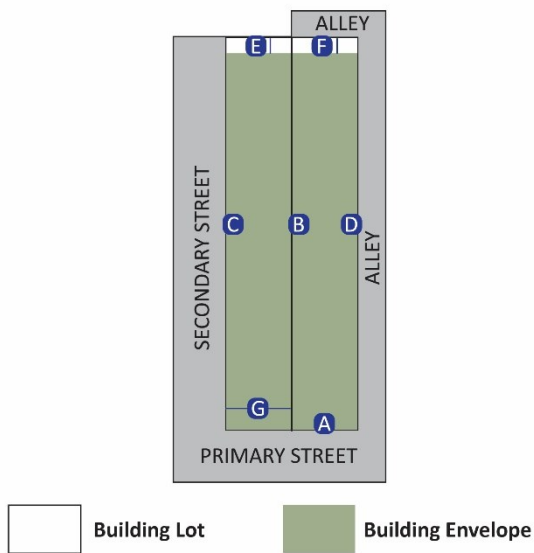 ALLEY
E
F
SECONDARY STREET
C
B
D
ALLEY
G
A
PRIMARY STREET
Building Lot
Building Envelope